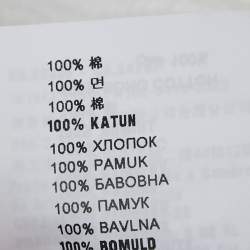 100% 棉
100% 면
100% 棉
100% KATUN
100% ХЛОПОК
100% PAMUK
100% БАВОВНА
100% ПАМУК
100% BAVLNA
100% BOMULD